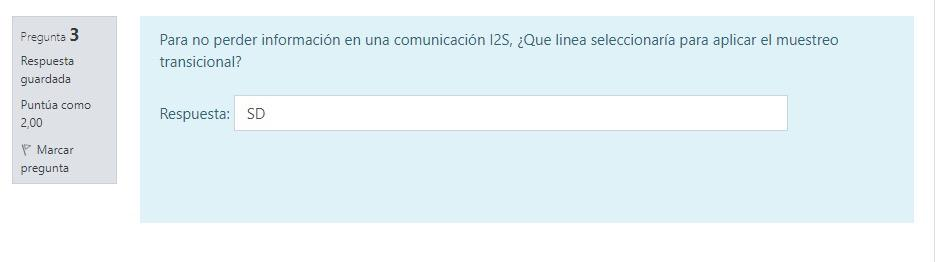 Pregunta 3
Respuesta
guardada
Puntúa como
2,00
Marcar
pregunta
Para no perder información en una comunicación I2S, ¿Que linea seleccionaría para aplicar el muestreo
transicional?
Respuesta: SD